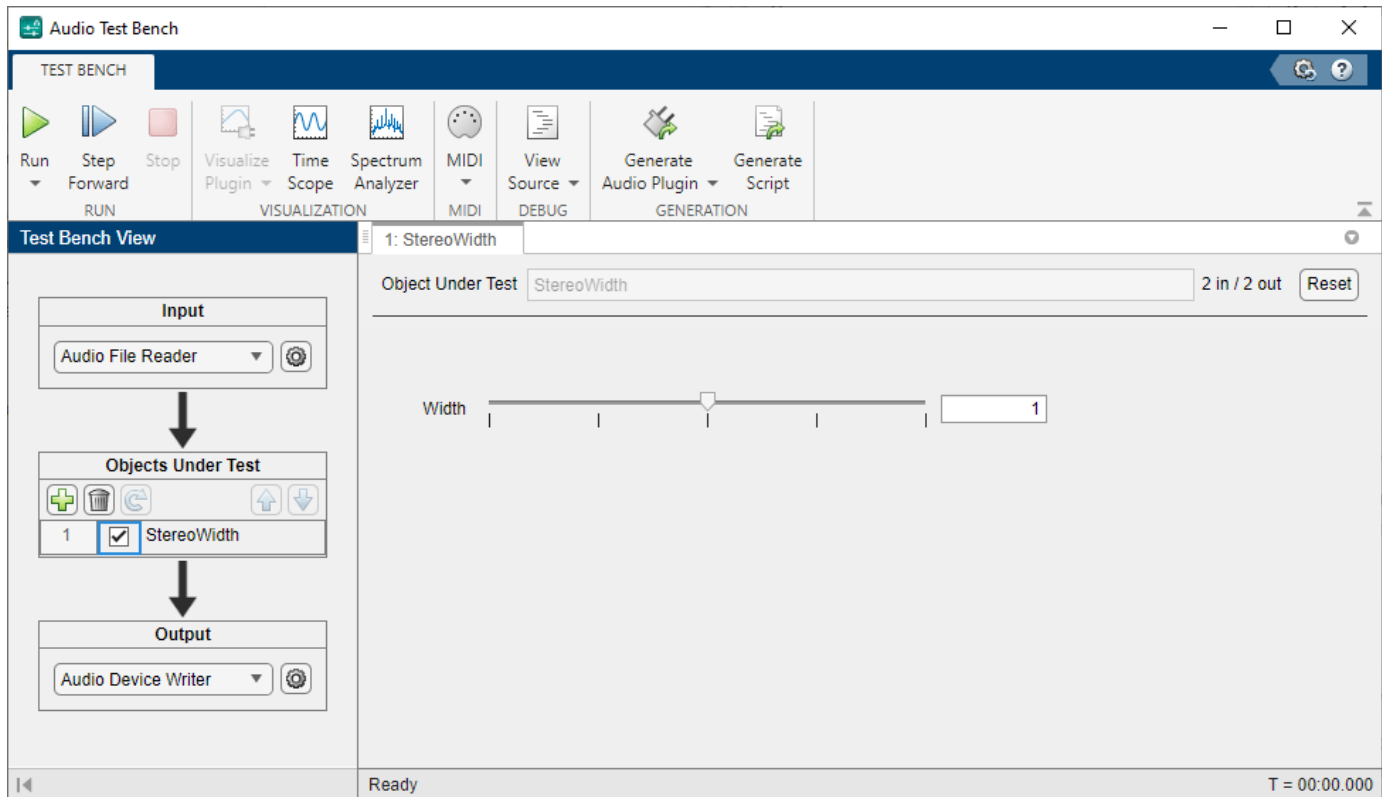 Audio Test Bench
TEST BENCH
Run Step Forward Stop Visualize Plugin Time Scope Spectrum Analyzer MIDI View Source Generate Audio Plugin Generate Script
RUN VISUALIZATION MIDI DEBUG GENERATION
Test Bench View
1: StereoWidth
Object Under Test StereoWidth 2 in / 2 out Reset
Input
Audio File Reader
Width 1
Objects Under Test
1 StereoWidth
Output
Audio Device Writer
Ready T = 00:00.000